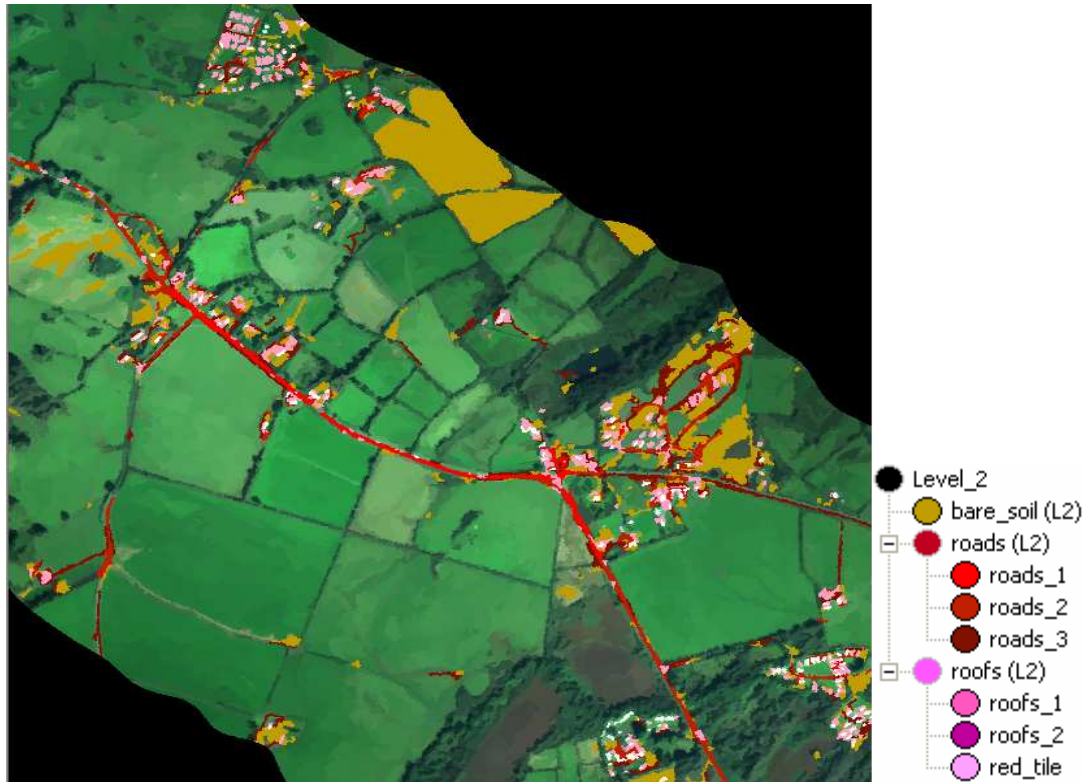 Level_2
bare_soil (L2)
roads (L2)
roads_1
roads_2
roads_3
roofs (L2)
roofs_1
roofs_2
red_tile